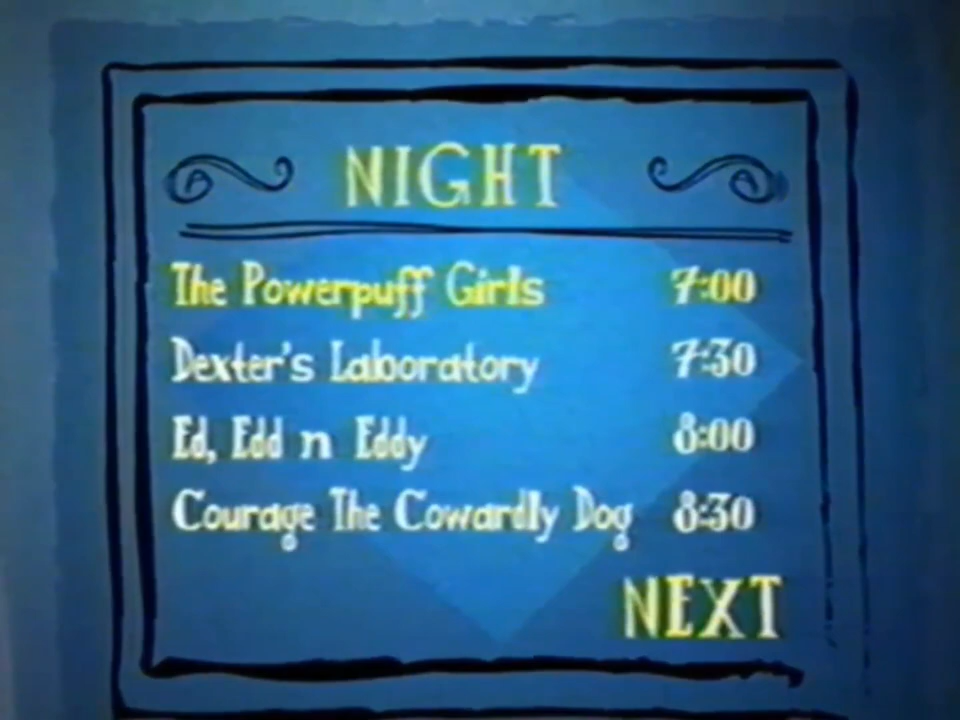 NIGHT
The Powerpuff Girls 7:00
Dexter's Laboratory 7:30
Ed, Edd n Eddy 8:00
Courage The Cowardly Dog 8:30
NEXT